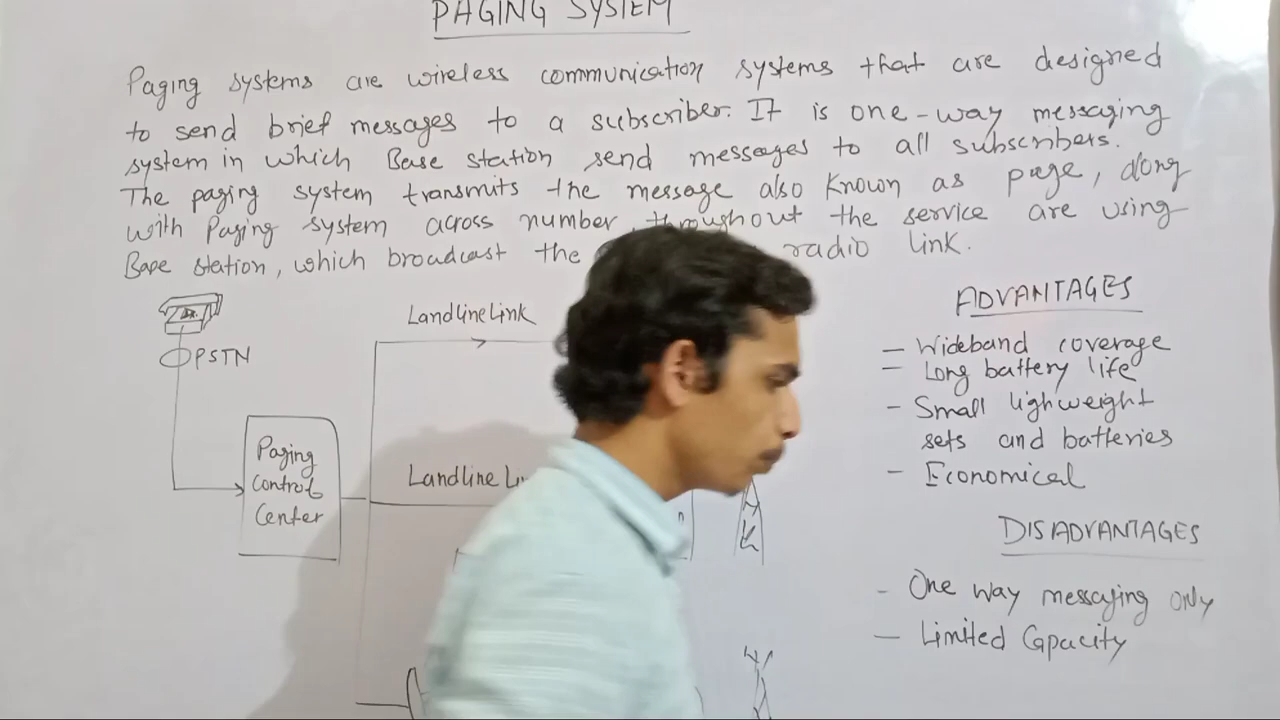 PAGING SYSTEM
Paging systems are wireless communication systems that are designed
to send brief messages to a subscriber. It is one-way messaging
system in which Base station send messages to all subscribers.
The paging system transmits the message also known as page, along
with Paging system across number, throughout the service are using
Base station, which broadcast the radio link.
Landline Link
PSTN
Paging
Control
Center
Landline
ADVANTAGES
— Wideband coverage
— Long battery life
- Small lighweight
sets and batteries
- Economical
DISADVANTAGES
- One way messaging only
— Limited Capacity